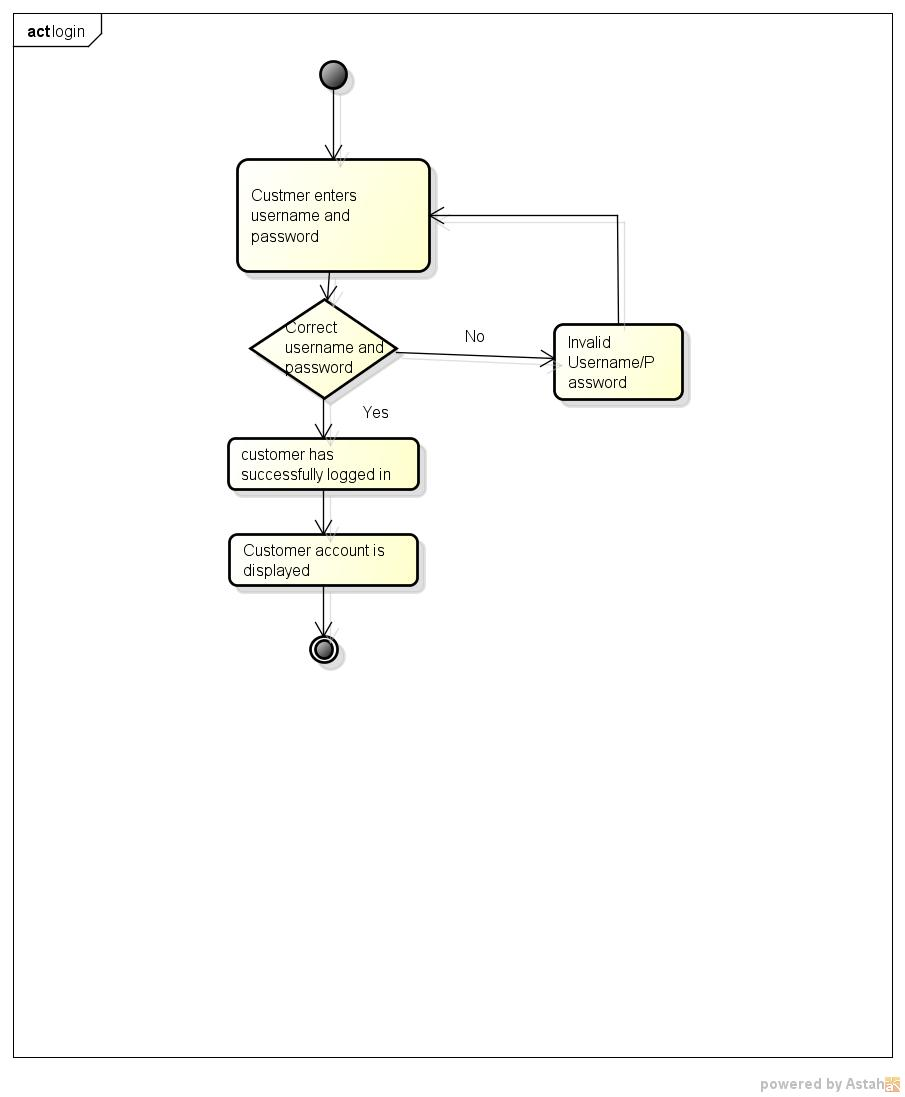 act login
Custmer enters
username and
password
Correct
username and
password
No
Invalid
Username/P
assword
Yes
customer has
successfully logged in
Customer account is
displayed
powered by Astah